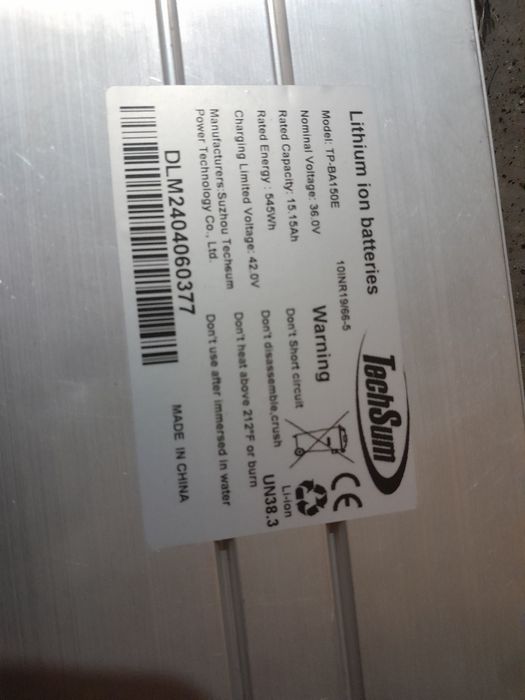 Lithium ion batteries
TechSum
Model: TP-BA150E
10INR19/66-5
Nominal Voltage: 36.0V
Rated Capacity: 15.15Ah
Rated Energy : 545Wh
Charging Limited Voltage: 42.0V
Manufacturers:Suzhou Techsum
Power Technology Co., Ltd.
Warning
Don't Short circuit
Don't disassemble,crush
Don't heat above 212°F or burn
Don't use after immersed in water
CE
Li-ion
UN38.3
DLM2404060377
MADE IN CHINA